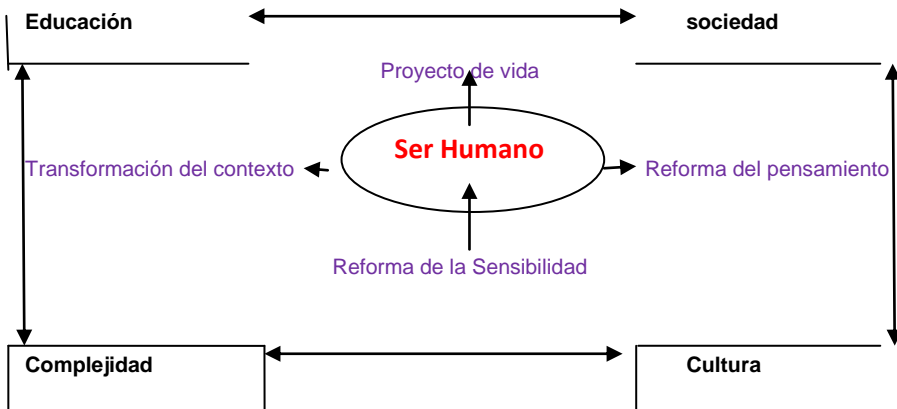 Educación
sociedad
Proyecto de vida
Ser Humano
Transformación del contexto
Reforma del pensamiento
Reforma de la Sensibilidad
Complejidad
Cultura